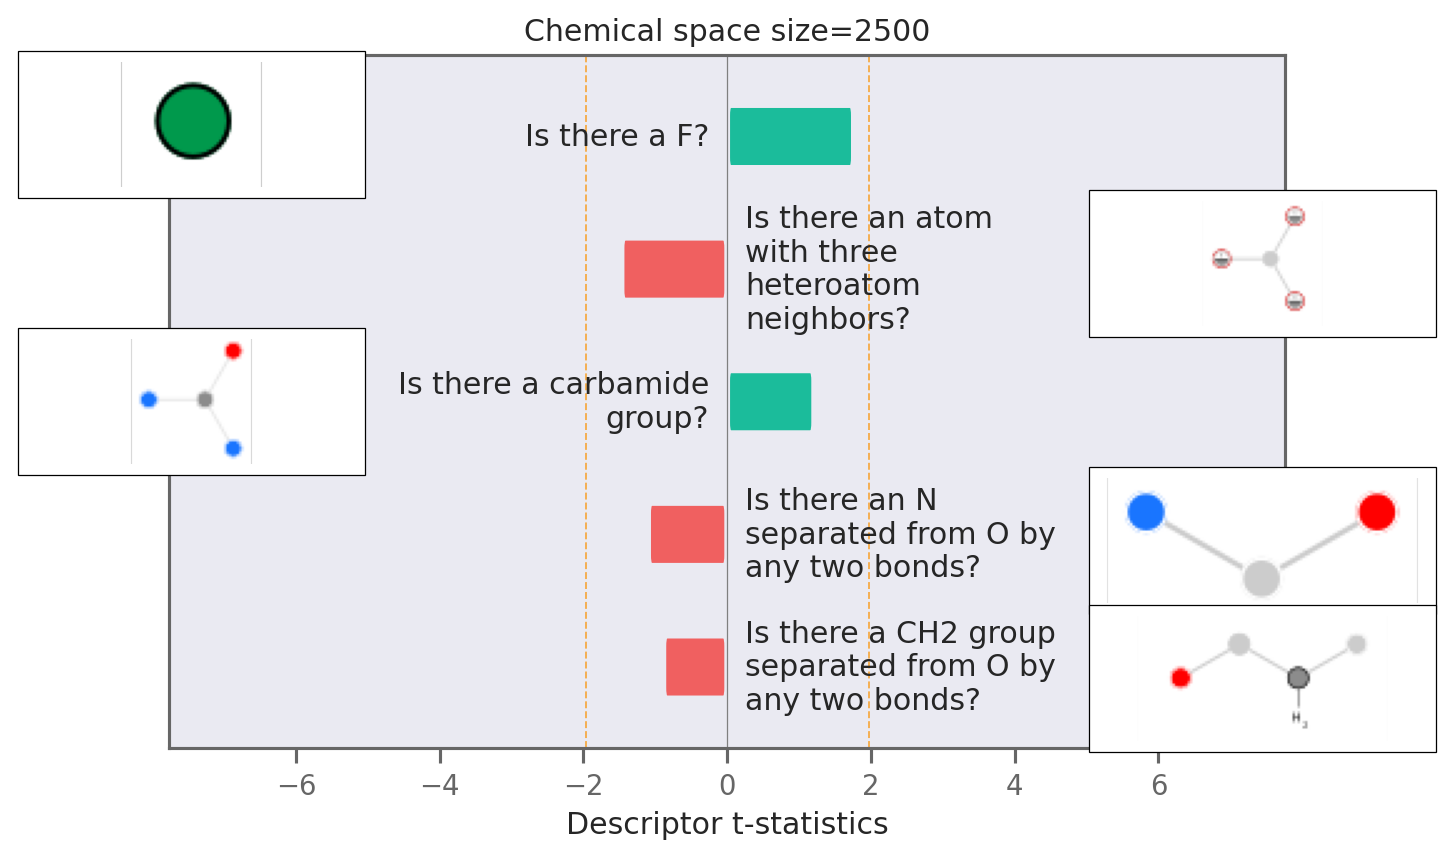 Chemical space size=2500
Is there a F?
Is there an atom
with three
heteroatom
neighbors?
Is there a carbamide
group?
Is there an N
separated from O by
any two bonds?
Is there a CH2 group
separated from O by
any two bonds?
H2
−6 −4 −2 0 2 4 6
Descriptor t-statistics